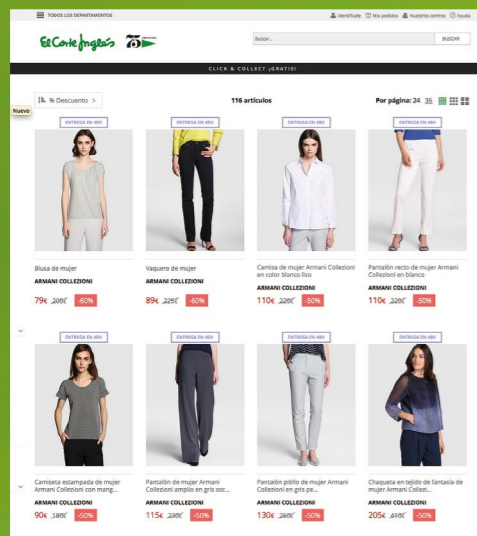 TODOS LOS DEPARTAMENTOS
Identifícate Mis pedidos Nuestros centros Ayuda
El Corte Inglés 75
Buscar...
BUSCAR
CLICK & COLLECT ¡GRATIS!
% Descuento >
116 artículos
Por página: 24 36
Nuevo
ENTREGA EN 48H
ENTREGA EN 48H
ENTREGA EN 48H
ENTREGA EN 48H
Blusa de mujer
ARMANI COLLEZIONI
79€ 200€ -60%
Vaquero de mujer
ARMANI COLLEZIONI
89€ 225€ -60%
Camisa de mujer Armani Collezioni
en color blanco liso
ARMANI COLLEZIONI
110€ 220€ -50%
Pantalón recto de mujer Armani
Collezioni en blanco
ARMANI COLLEZIONI
110€ 220€ -50%
ENTREGA EN 48H
ENTREGA EN 48H
ENTREGA EN 48H
ENTREGA EN 48H
Camiseta estampada de mujer
Armani Collezioni con mang...
ARMANI COLLEZIONI
90€ 180€ -50%
Pantalón de mujer Armani
Collezioni amplio en gris osc...
ARMANI COLLEZIONI
115€ 230€ -50%
Pantalón pitillo de mujer Armani
Collezioni en gris pe...
ARMANI COLLEZIONI
130€ 260€ -50%
Chaqueta en tejido de fantasía de
mujer Armani Collezi...
ARMANI COLLEZIONI
205€ 410€ -50%